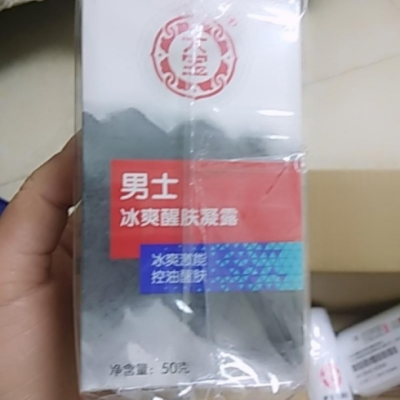 大宝
男士
冰爽醒肤凝露
冰爽激能
控油醒肤
净含量：50克